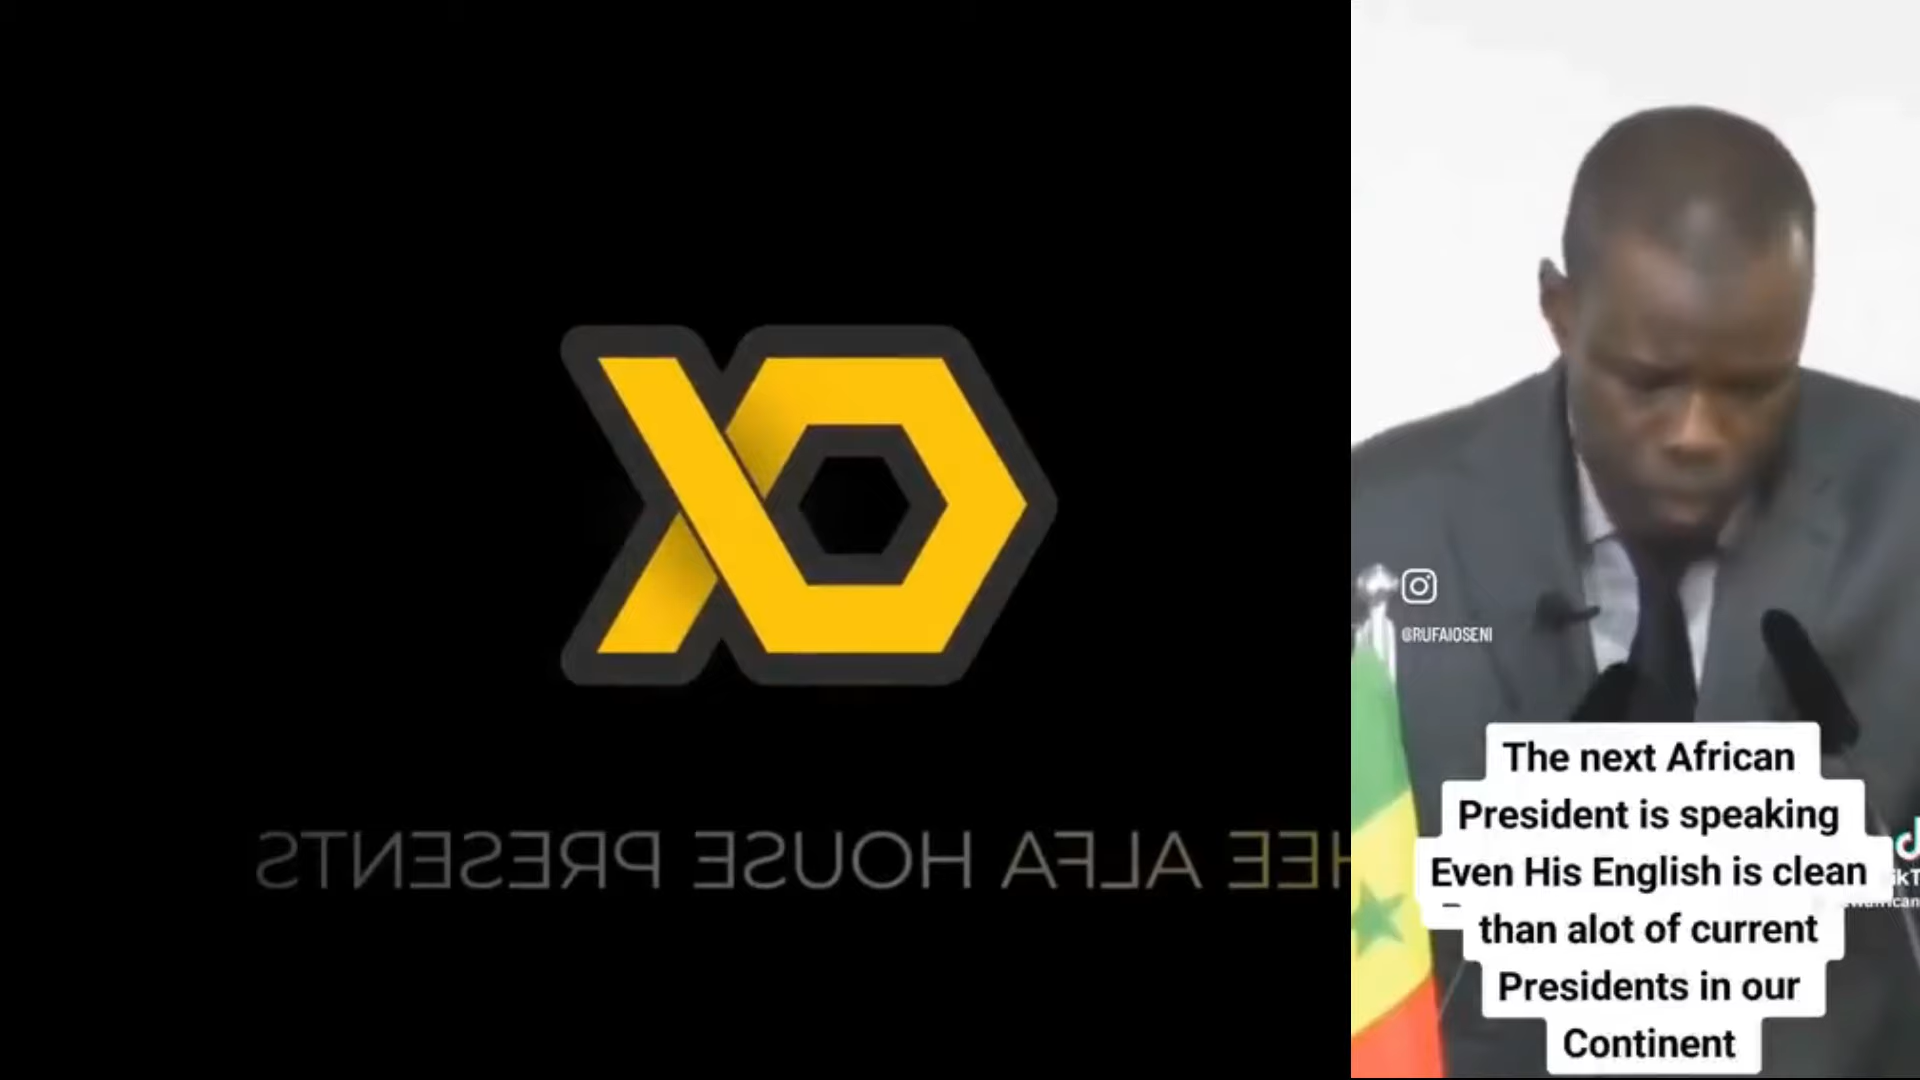 HEE ALFA HOUSE PRESENTS
@RUFAIOSENI
The next African
President is speaking
Even His English is clean
than alot of current
Presidents in our
Continent